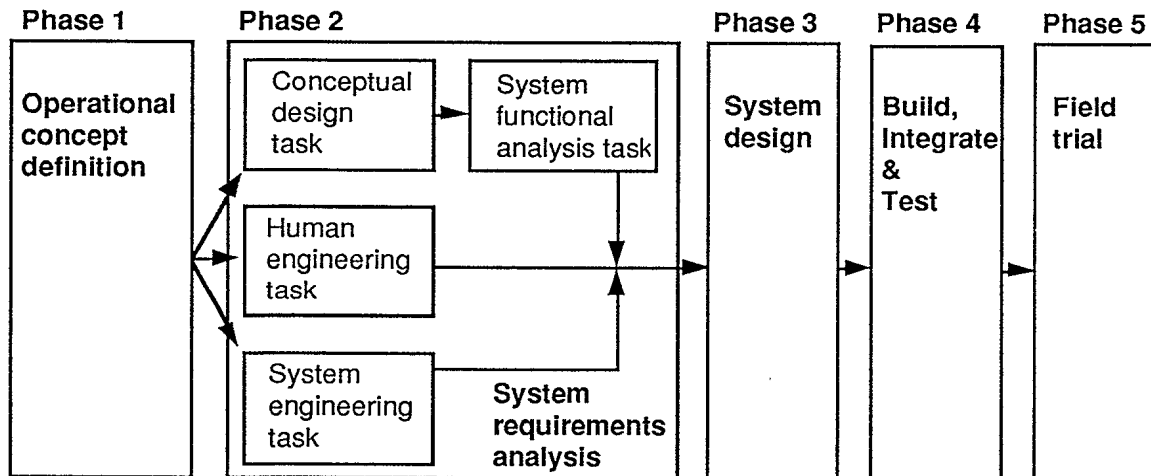 Phase 1
Operational
concept
definition
Phase 2
Conceptual
design
task
System
functional
analysis task
Human
engineering
task
System
engineering
task
System
requirements
analysis
Phase 3
System
design
Phase 4
Build,
Integrate
&
Test
Phase 5
Field
trial